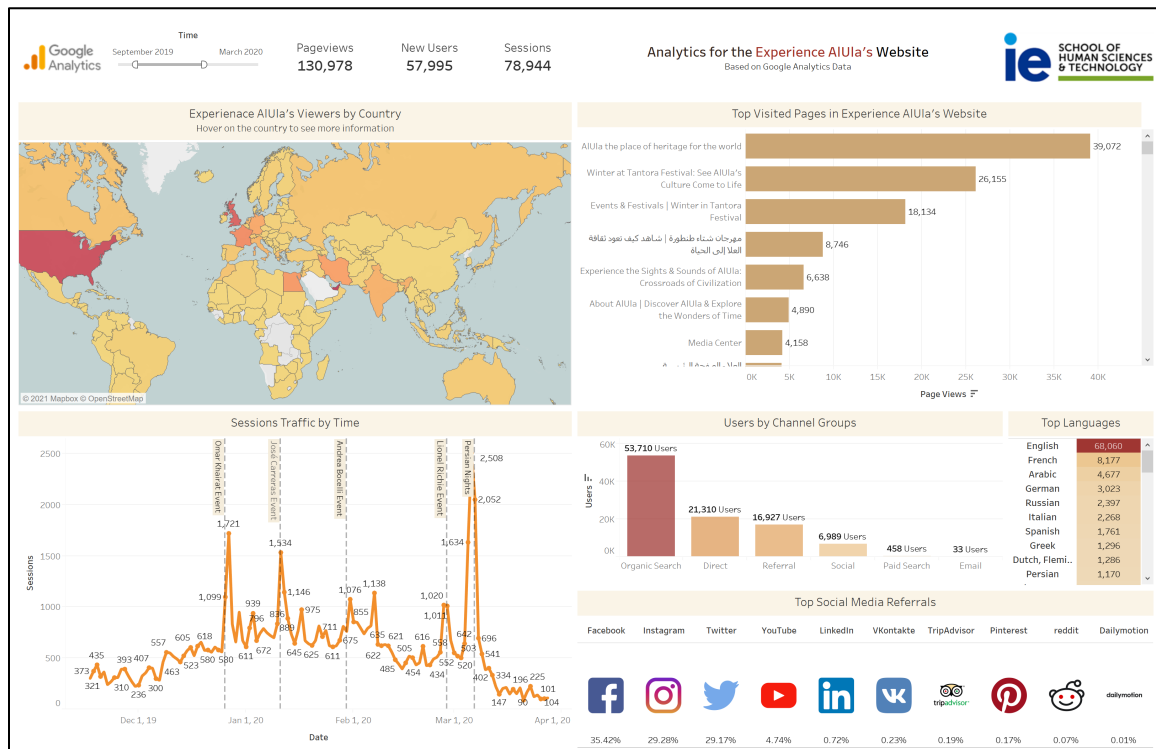 Google
Analytics
Time
September 2019
March 2020
Pageviews
130,978
New Users
57,995
Sessions
78,944
Analytics for the Experience AlUla's Website
Based on Google Analytics Data
ie
SCHOOL OF
HUMAN SCIENCES
& TECHNOLOGY
Experienace AlUla's Viewers by Country
Hover on the country to see more information
© 2021 Mapbox © OpenStreetMap
Top Visited Pages in Experience AlUla's Website
AlUla the place of heritage for the world
39,072
Winter at Tantora Festival: See AlUla's
Culture Come to Life
26,155
Events & Festivals | Winter in Tantora
Festival
18,134
مهرجان شتاء طنطورة | شاهد كيف تعود ثقافة
العلا إلى الحياة
8,746
Experience the Sights & Sounds of AlUla:
Crossroads of Civilization
6,638
About AlUla | Discover AlUla & Explore
the Wonders of Time
4,890
Media Center
4,158
0K 5K 10K 15K 20K 25K 30K 35K 40K
Page Views
Sessions Traffic by Time
Sessions
2500
2000
1500
1000
500
0
Omar Khairat Event
José Carreras Event
Andrea Bocelli Event
Lionel Richie Event
Persian Nights
373
435
321
310
393
236
407
300
557
463
605
523
618
580
580
1,099
1,721
611
939
796
672
836
1,534
1,146
889
645
975
625
711
611
675
1,076
855
1,138
635
622
621
485
505
454
616
434
558
1,011
1,020
552
520
642
503
1,634
2,508
2,052
696
541
402
334
147
196
90
225
101
104
Dec 1, 19
Jan 1, 20
Feb 1, 20
Mar 1, 20
Apr 1, 20
Date
Users by Channel Groups
Users
60K
40K
20K
0K
53,710 Users
21,310 Users
16,927 Users
6,989 Users
458 Users
33 Users
Organic Search
Direct
Referral
Social
Paid Search
Email
Top Languages
English 68,060
French 8,177
Arabic 4,677
German 3,023
Russian 2,397
Italian 2,268
Spanish 1,761
Greek 1,296
Dutch, Flemi.. 1,286
Persian 1,170
Top Social Media Referrals
Facebook Instagram Twitter YouTube LinkedIn VKontakte TripAdvisor Pinterest reddit Dailymotion
tripadvisor
dailymotion
35.42% 29.28% 29.17% 4.74% 0.72% 0.23% 0.19% 0.17% 0.07% 0.01%